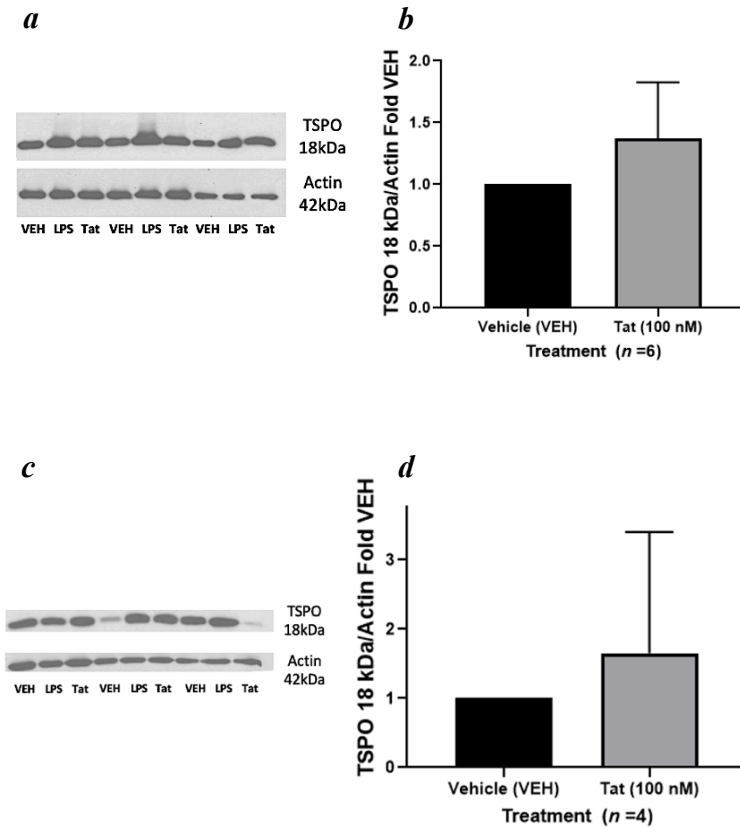 a
TSPO
18kDa
Actin
42kDa
VEH LPS Tat VEH LPS Tat VEH LPS Tat
b
TSPO 18 kDa/Actin Fold VEH
2.0
1.5
1.0
0.5
0.0
Vehicle (VEH) Tat (100 nM)
Treatment (n =6)
c
TSPO
18kDa
Actin
42kDa
VEH LPS Tat VEH LPS Tat VEH LPS Tat
d
TSPO 18 kDa/Actin Fold VEH
3
2
1
0
Vehicle (VEH) Tat (100 nM)
Treatment (n =4)